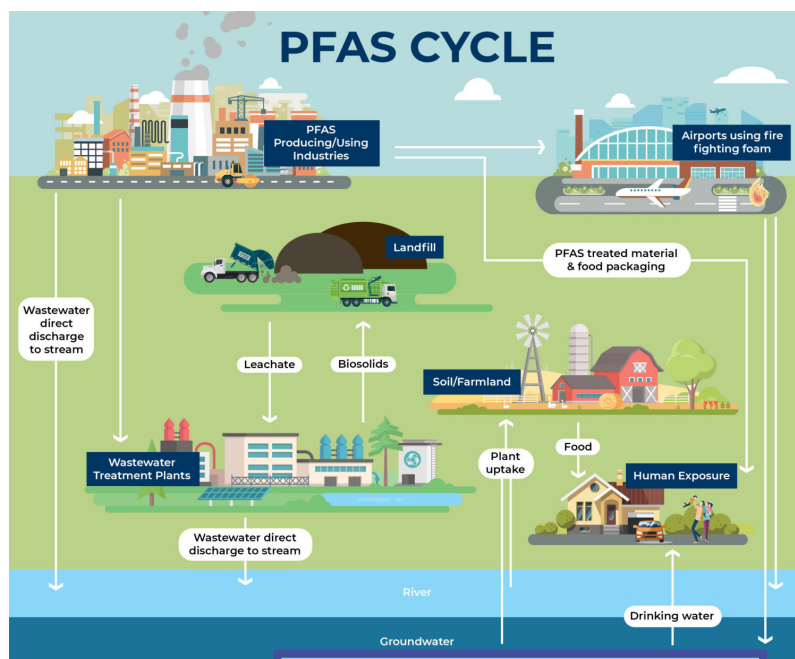 PFAS CYCLE
PFAS
Producing/Using
Industries
Airports using fire
fighting foam
Landfill
PFAS treated material
& food packaging
Wastewater
direct
discharge
to stream
Leachate
Biosolids
Soil/Farmland
Wastewater
Treatment Plants
Plant
uptake
Food
Human Exposure
Wastewater direct
discharge to stream
River
Drinking water
Groundwater